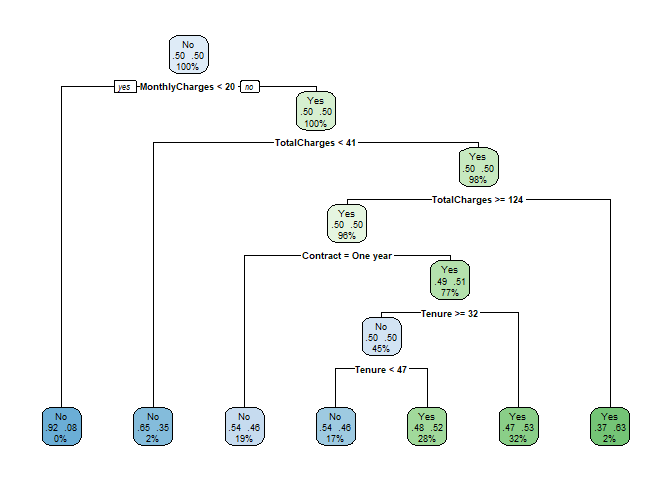 No
.50 .50
100%
yes MonthlyCharges < 20 no
Yes
.50 .50
100%
TotalCharges < 41
Yes
.50 .50
98%
TotalCharges >= 124
Yes
.50 .50
96%
Contract = One year
Yes
.49 .51
77%
Tenure >= 32
No
.50 .50
45%
Tenure < 47
No No No No Yes Yes Yes
.92 .08 .65 .35 .54 .46 .54 .46 .48 .52 .47 .53 .37 .63
0% 2% 19% 17% 28% 32% 2%